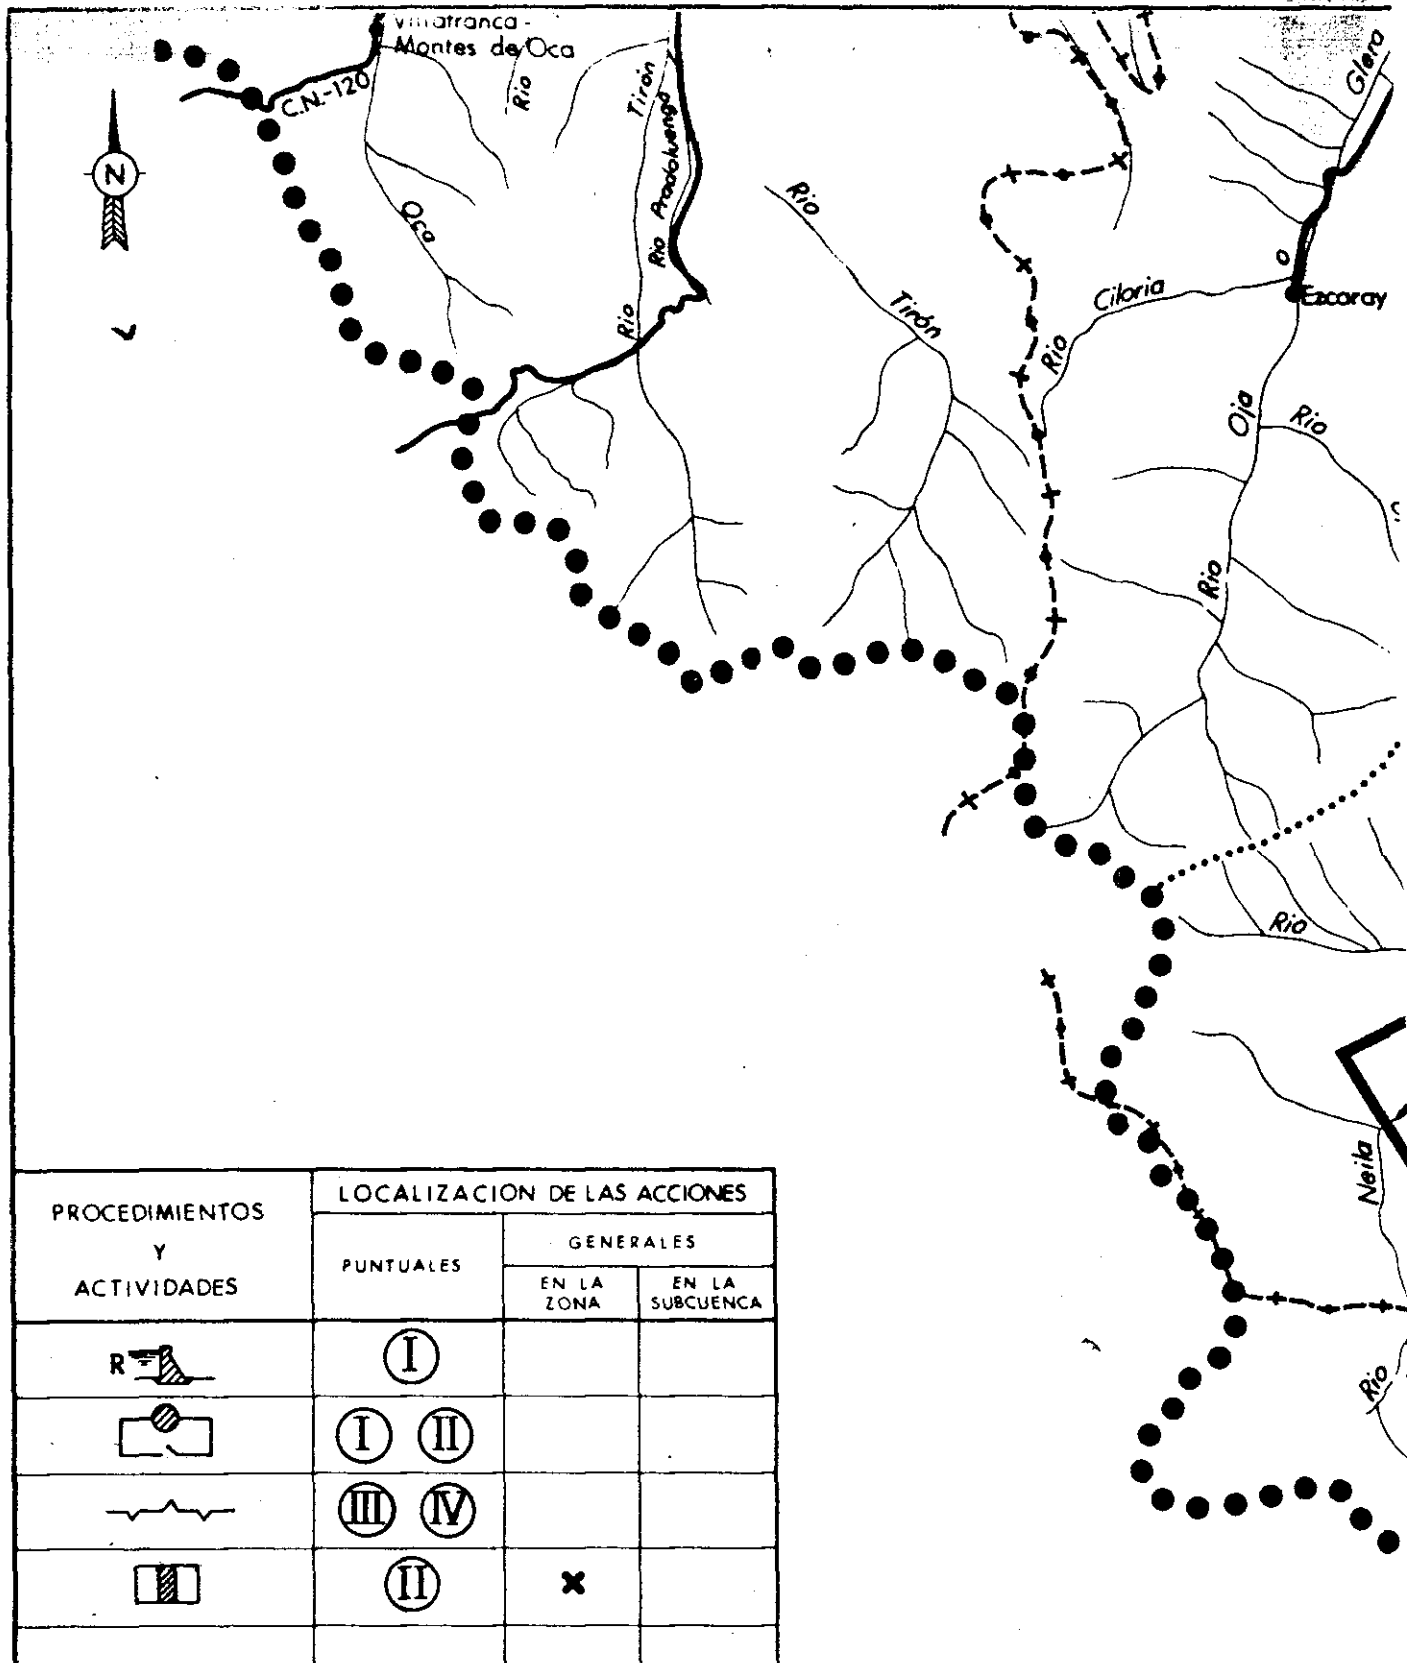 Villafranca-
Montes de Oca
C.N.-120
Rio
Tirón
Rio Pradoluengo
Glera
N
Oca
Rio
Tirón
Rio
Rio
Ciloria
O
Ezcaray
Oja
Rio
Rio
Rio
Neila
Rio
PROCEDIMIENTOS
Y
ACTIVIDADES
LOCALIZACION DE LAS ACCIONES
PUNTUALES
GENERALES
EN LA
ZONA
EN LA
SUBCUENCA
R
I
I II
III IV
II x